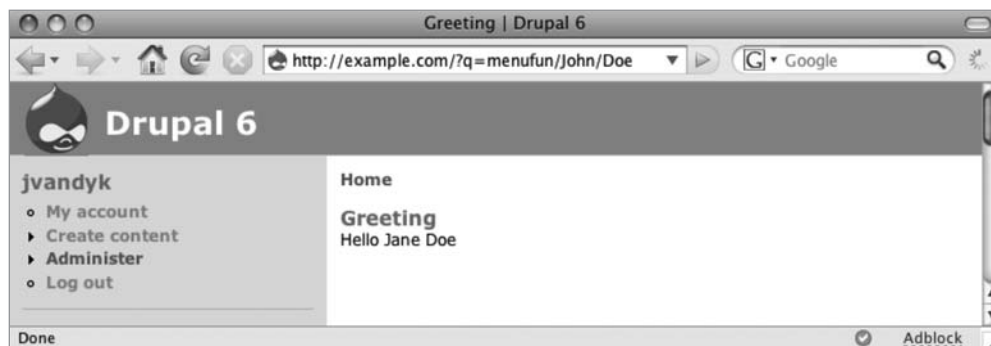 Greeting | Drupal 6
http://example.com/?q=menufun/John/Doe
G Google
Drupal 6
jvandyk
My account
Create content
Administer
Log out
Home
Greeting
Hello Jane Doe
Done
Adblock